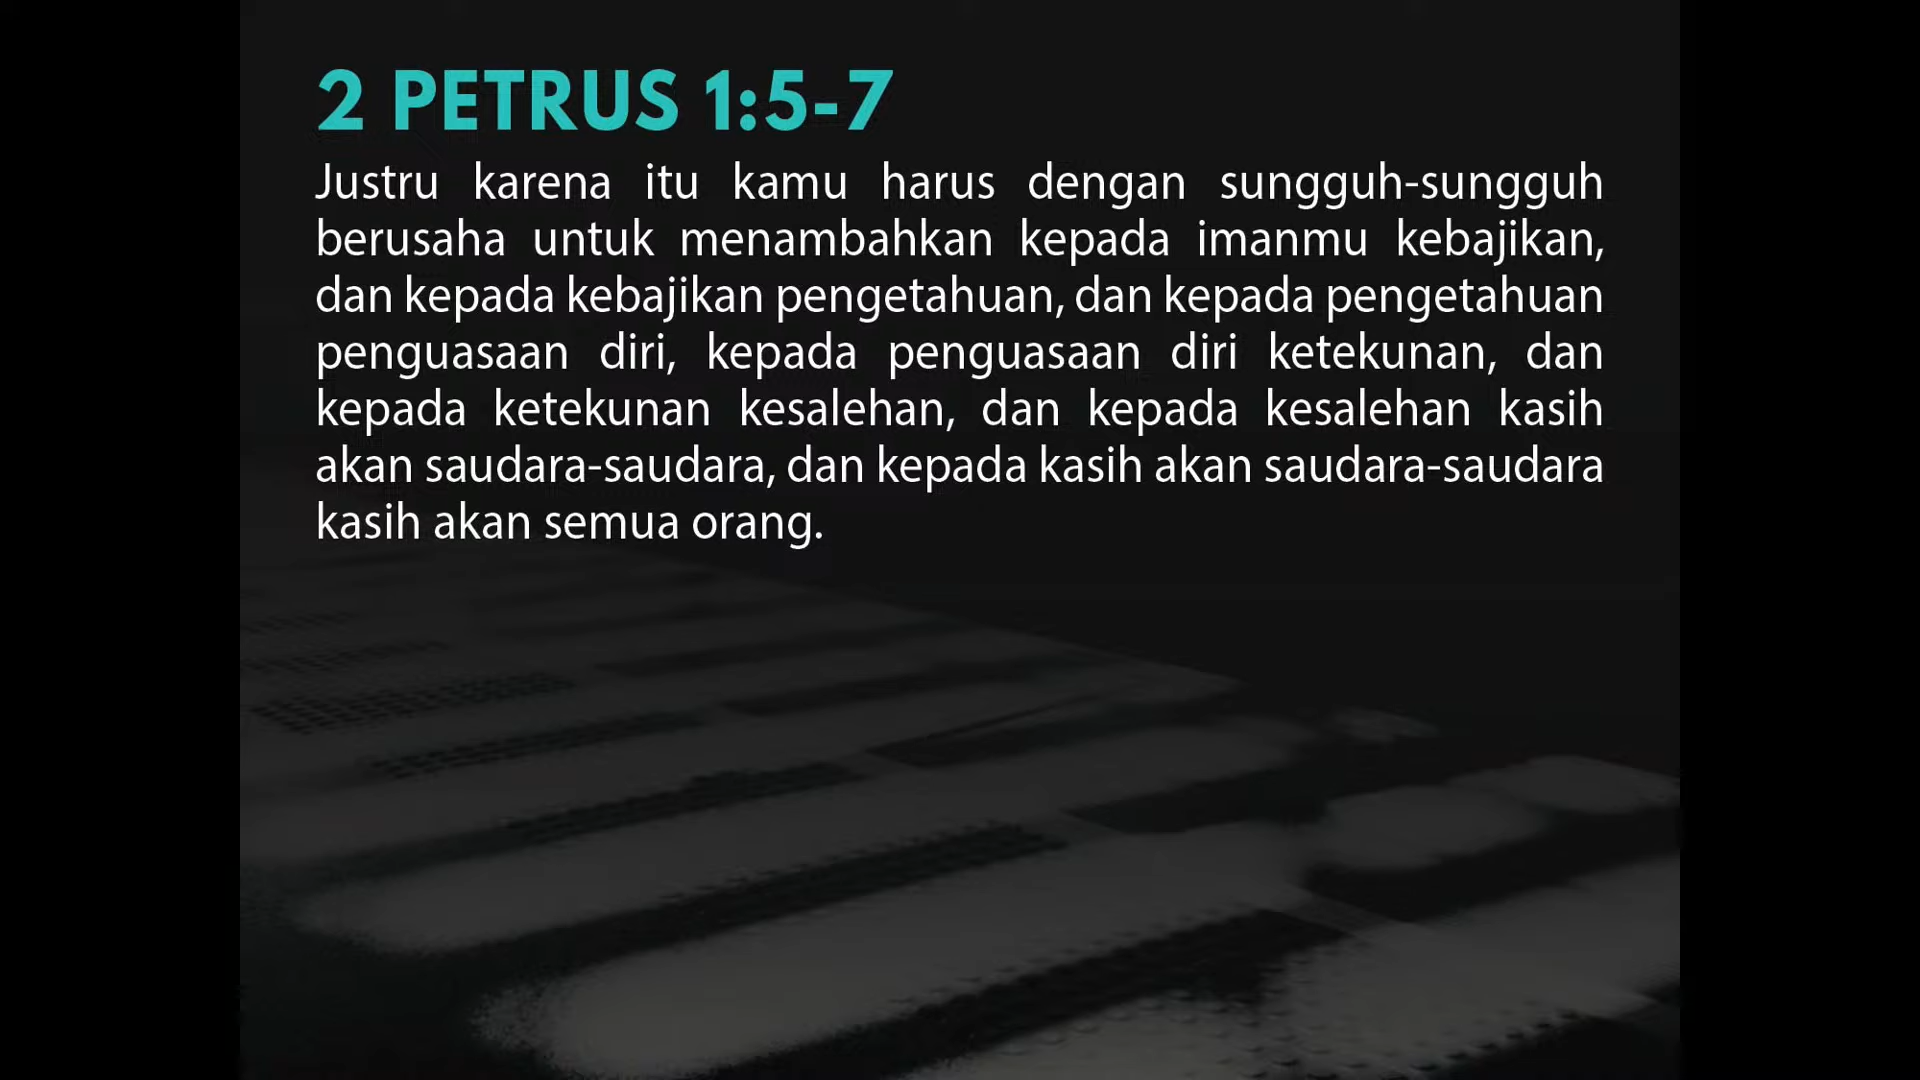 2 PETRUS 1:5-7
Justru karena itu kamu harus dengan sungguh-sungguh
berusaha untuk menambahkan kepada imanmu kebajikan,
dan kepada kebajikan pengetahuan, dan kepada pengetahuan
penguasaan diri, kepada penguasaan diri ketekunan, dan
kepada ketekunan kesalehan, dan kepada kesalehan kasih
akan saudara-saudara, dan kepada kasih akan saudara-saudara
kasih akan semua orang.